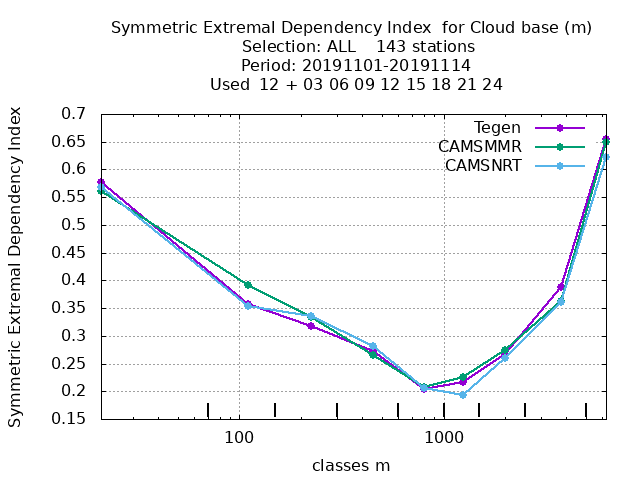 Symmetric Extremal Dependency Index  for Cloud base (m)
Selection: ALL    143 stations
Period: 20191101-20191114
Used  12 + 03 06 09 12 15 18 21 24
Symmetric Extremal Dependency Index
0.7
0.65
0.6
0.55
0.5
0.45
0.4
0.35
0.3
0.25
0.2
0.15
Tegen
CAMSMMR
CAMSNRT
100
1000
classes m